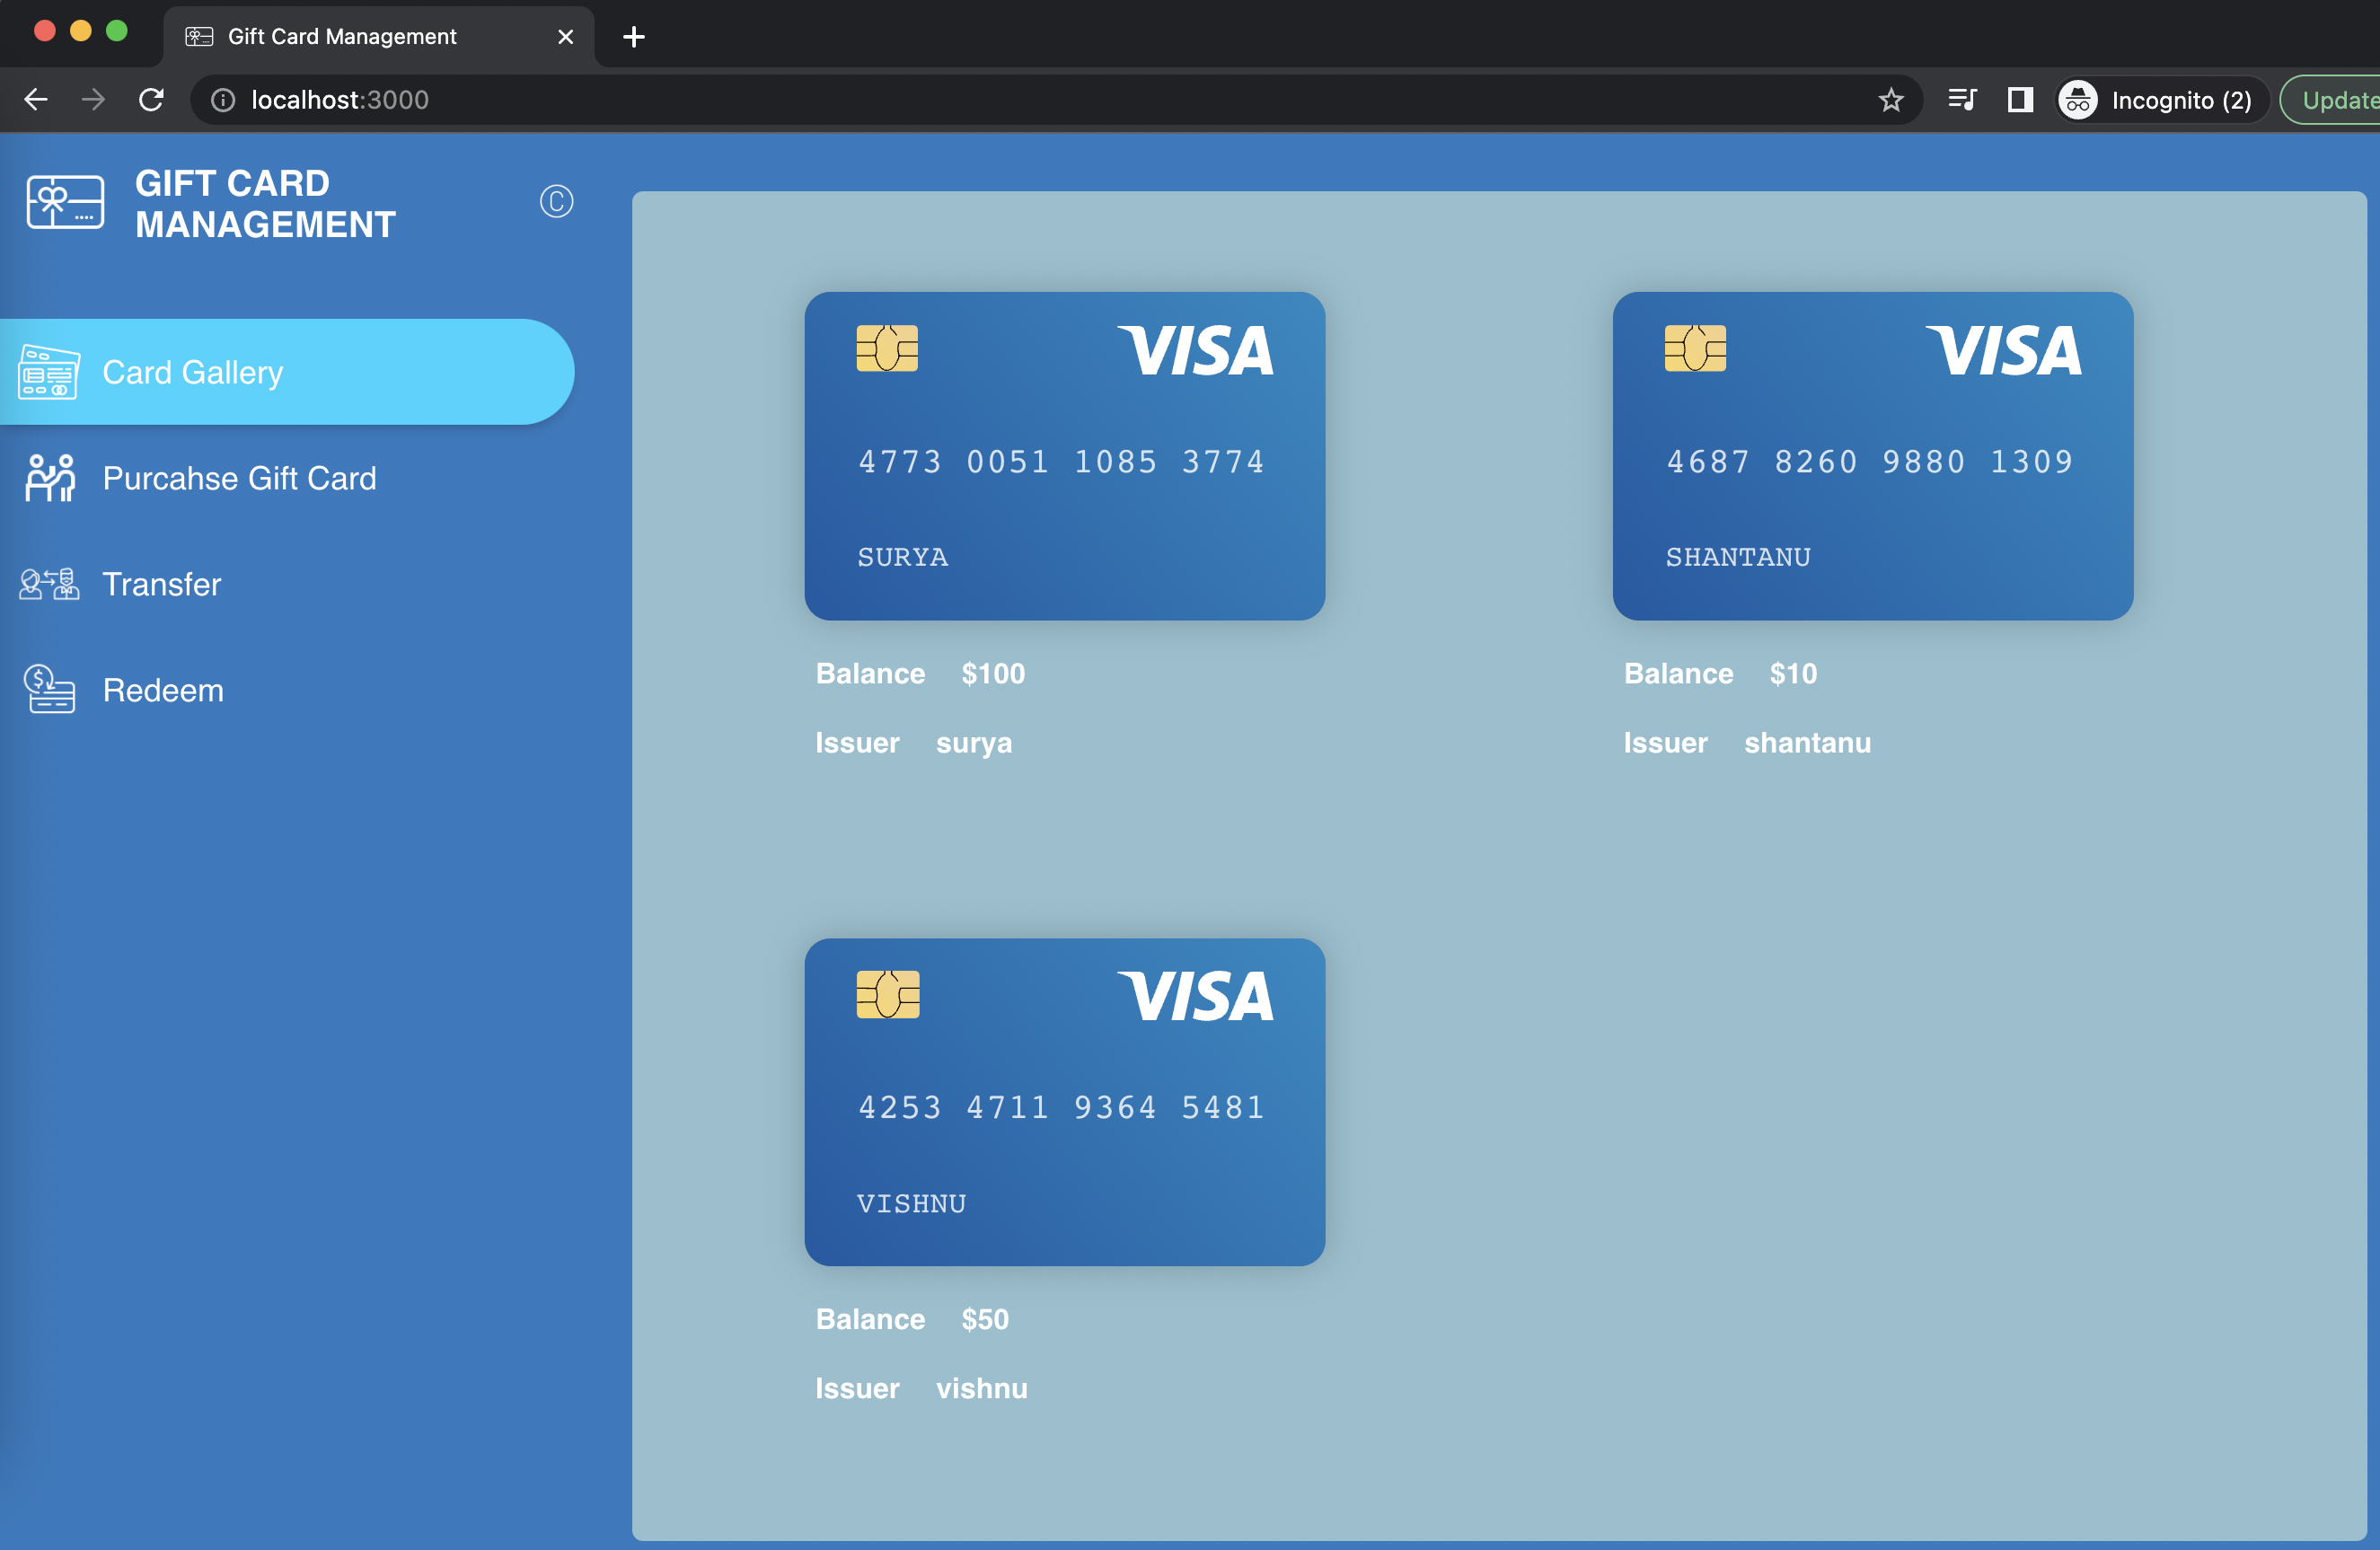 Gift Card Management
localhost:3000
Incognito (2)
Update
GIFT CARD
MANAGEMENT
Card Gallery
Purcahse Gift Card
Transfer
Redeem
VISA
4773 0051 1085 3774
SURYA
Balance $100
Issuer surya
VISA
4687 8260 9880 1309
SHANTANU
Balance $10
Issuer shantanu
VISA
4253 4711 9364 5481
VISHNU
Balance $50
Issuer vishnu